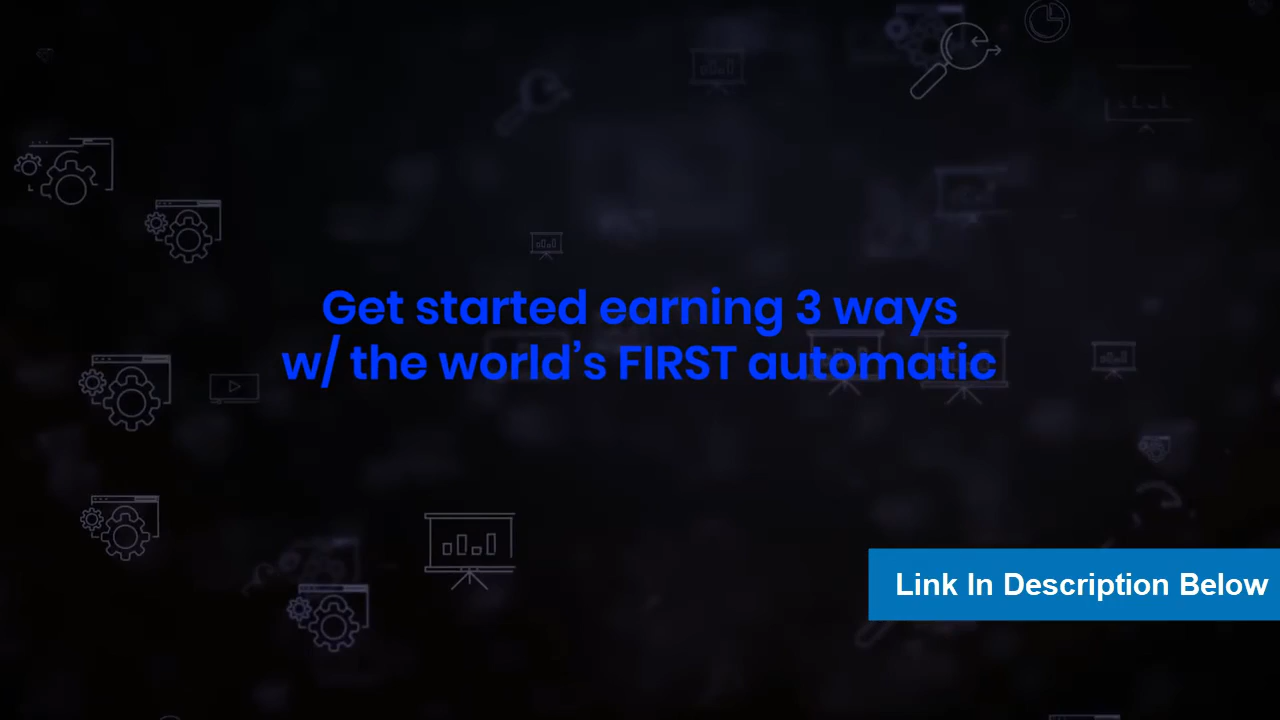 Get started earning 3 ways
w/ the world’s FIRST automatic
Link In Description Below